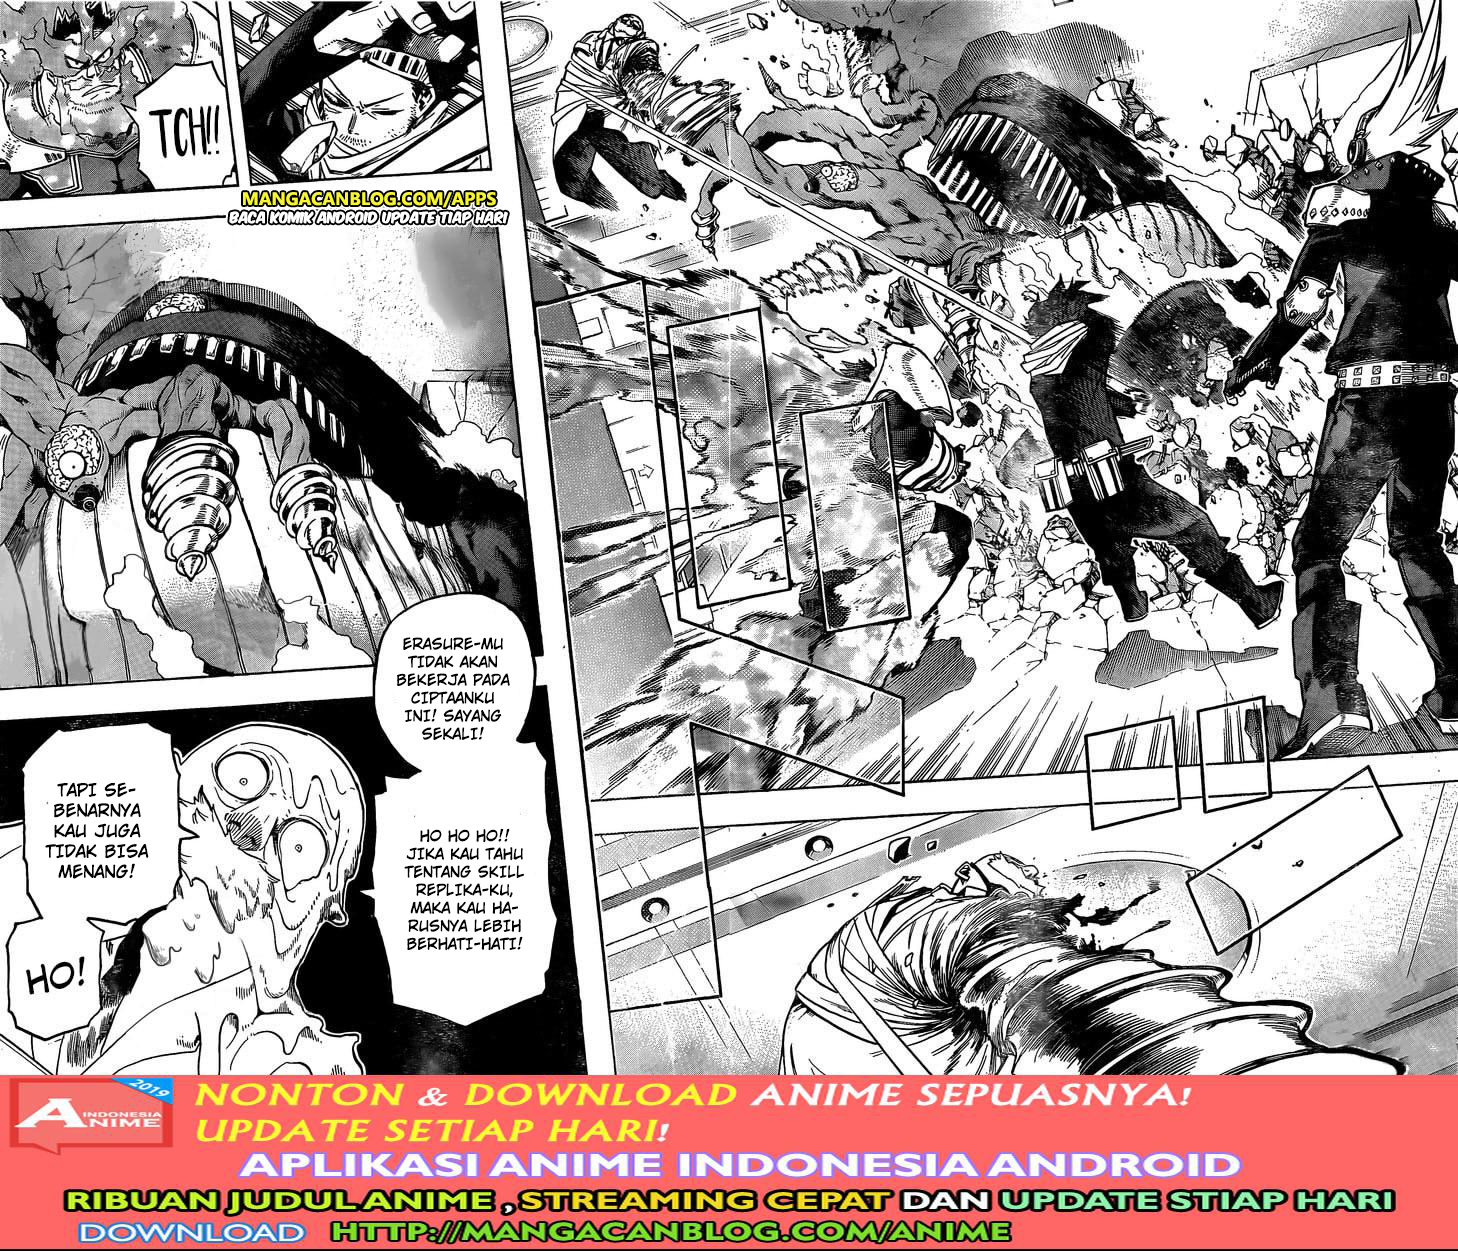 TCH!!
MANGACANBLOG.COM/APPS
BACA KOMIK ANDROID UPDATE TIAP HARI
ERASURE-MU
TIDAK AKAN
BEKERJA PADA
CIPTAANKU
INI! SAYANG
SEKALI!
HO HO HO!!
JIKA KAU TAHU
TENTANG SKILL
REPLIKA-KU,
MAKA KAU HA-
RUSNYA LEBIH
BERHATI-HATI!
TAPI SE-
BENARNYA
KAU JUGA
TIDAK BISA
MENANG!
HO!
2019
INDONESIA
ANIME
NONTON & DOWNLOAD ANIME SEPUASNYA!
UPDATE SETIAP HARI!
APLIKASI ANIME INDONESIA ANDROID
RIBUAN JUDUL ANIME , STREAMING CEPAT DAN UPDATE STIAP HARI
DOWNLOAD HTTP://MANGACANBLOG.COM/ANIME